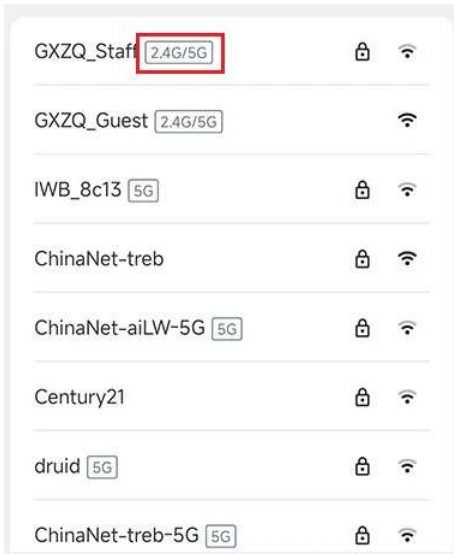 GXZQ_Staff 2.4G/5G
GXZQ_Guest 2.4G/5G
IWB_8c13 5G
ChinaNet-treb
ChinaNet-aiLW-5G 5G
Century21
druid 5G
ChinaNet-treb-5G 5G